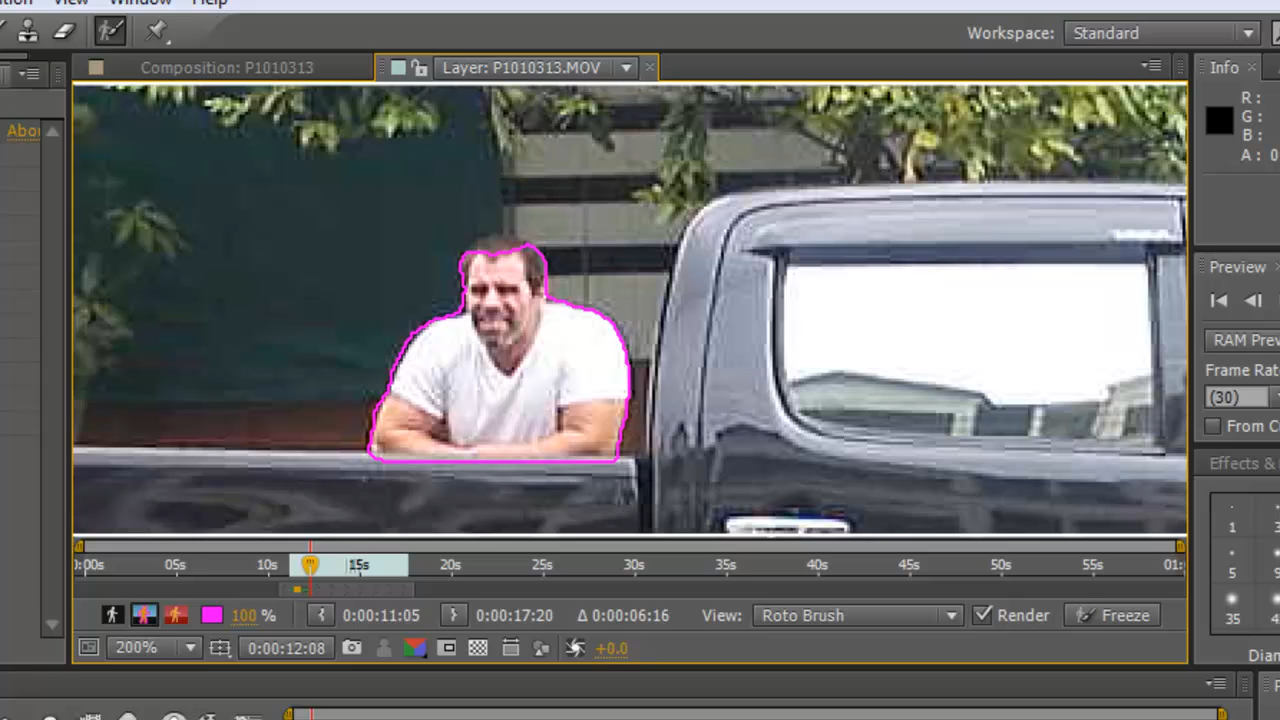 View Window Help
Workspace: Standard
Composition: P1010313
Layer: P1010313.MOV
Info
R:
G:
B:
A: 0
Preview
RAM Prev
Frame Rate
(30)
From C
Effects &
1
5
9
35
Diam
00s 05s 10s 15s 20s 25s 30s 35s 40s 45s 50s 55s 01:
100 % 0:00:11:05 0:00:17:20 Δ 0:00:06:16 View: Roto Brush Render Freeze
200% 0:00:12:08 +0.0